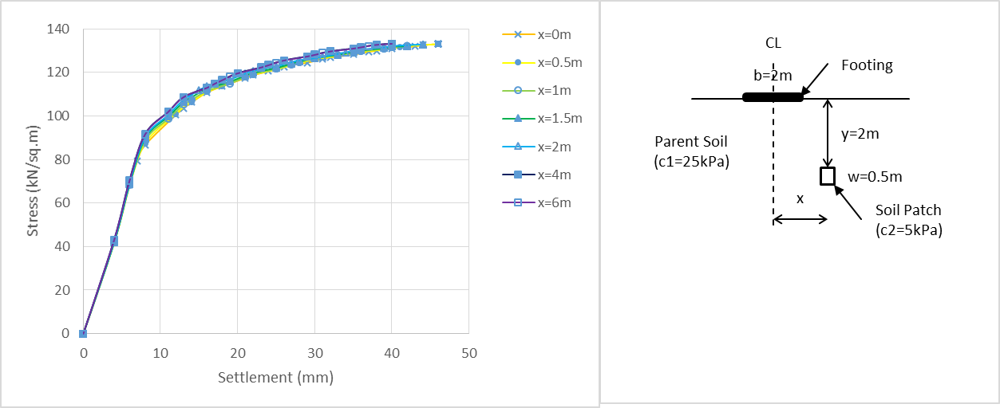 140
120
100
80
60
40
20
0
0 10 20 30 40 50
Stress (kN/sq.m)
Settlement (mm)
x=0m
x=0.5m
x=1m
x=1.5m
x=2m
x=4m
x=6m
CL
b=2m
Footing
y=2m
Parent Soil
(c1=25kPa)
w=0.5m
x
Soil Patch
(c2=5kPa)